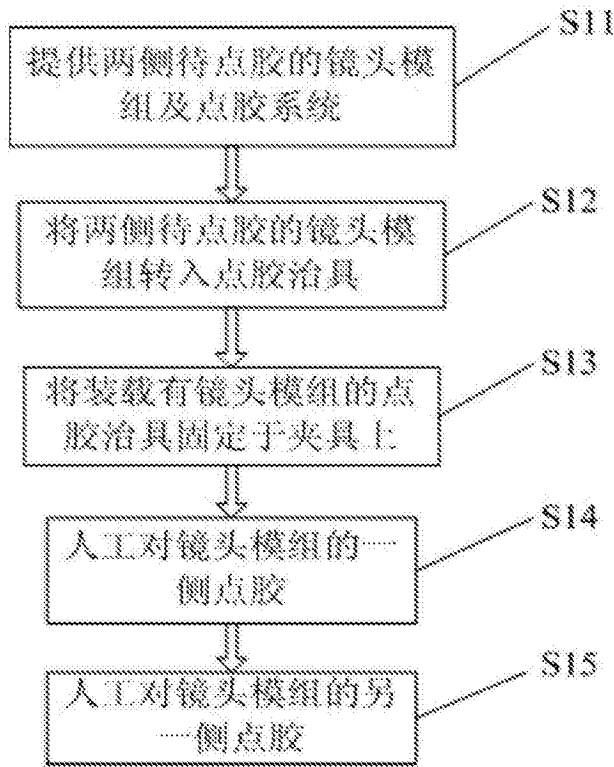 S11
提供两侧待点胶的镜头模
组及点胶系统
S12
将两侧待点胶的镜头模
组转入点胶治具
S13
将装载有镜头模组的点
胶治具固定于夹具上
S14
人工对镜头模组的一
侧点胶
S15
人工对镜头模组的另
一侧点胶